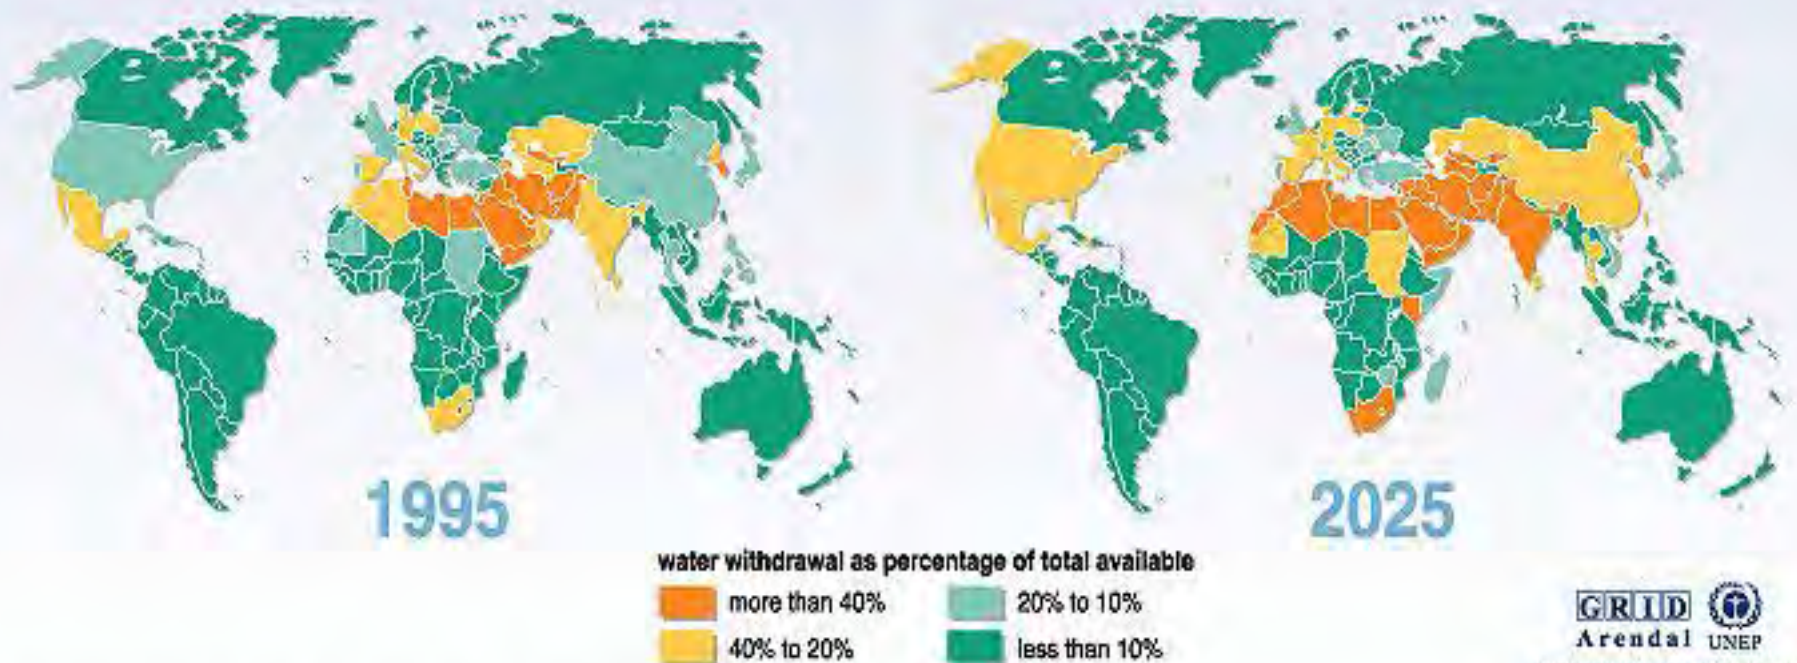 1995
2025
water withdrawal as percentage of total available
more than 40%
20% to 10%
40% to 20%
less than 10%
GRID
Arendal
UNEP